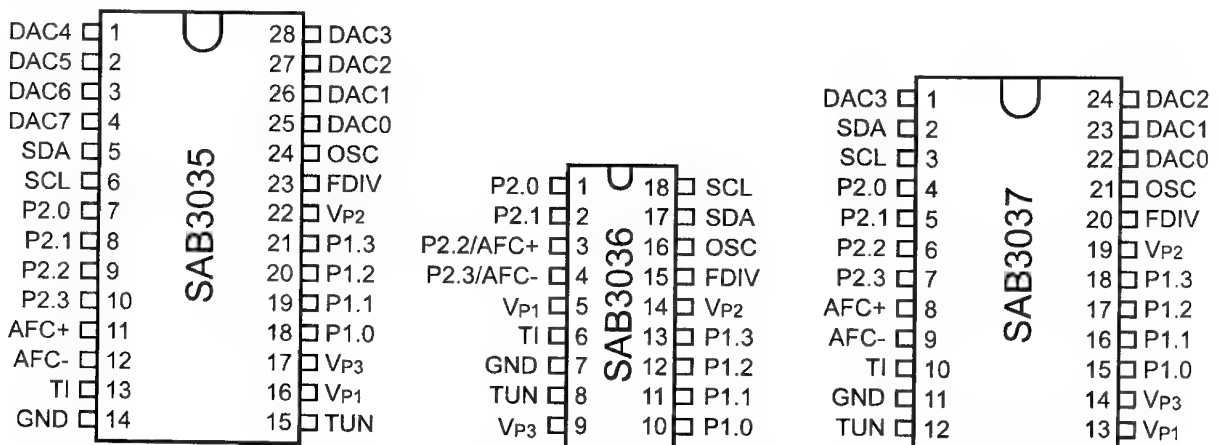 DAC4 1 28 DAC3
DAC5 2 27 DAC2
DAC6 3 26 DAC1
DAC7 4 25 DAC0
SDA 5 24 OSC
SCL 6 23 FDIV
P2.0 7 22 VP2
P2.1 8 21 P1.3
P2.2 9 20 P1.2
P2.3 10 19 P1.1
AFC+ 11 18 P1.0
AFC- 12 17 VP3
TI 13 16 VP1
GND 14 15 TUN
SAB3035
P2.0 1 18 SCL
P2.1 2 17 SDA
P2.2/AFC+ 3 16 OSC
P2.3/AFC- 4 15 FDIV
VP1 5 14 VP2
TI 6 13 P1.3
GND 7 12 P1.2
TUN 8 11 P1.1
VP3 9 10 P1.0
SAB3036
DAC3 1 24 DAC2
SDA 2 23 DAC1
SCL 3 22 DAC0
P2.0 4 21 OSC
P2.1 5 20 FDIV
P2.2 6 19 VP2
P2.3 7 18 P1.3
AFC+ 8 17 P1.2
AFC- 9 16 P1.1
TI 10 15 P1.0
GND 11 14 VP3
TUN 12 13 VP1
SAB3037